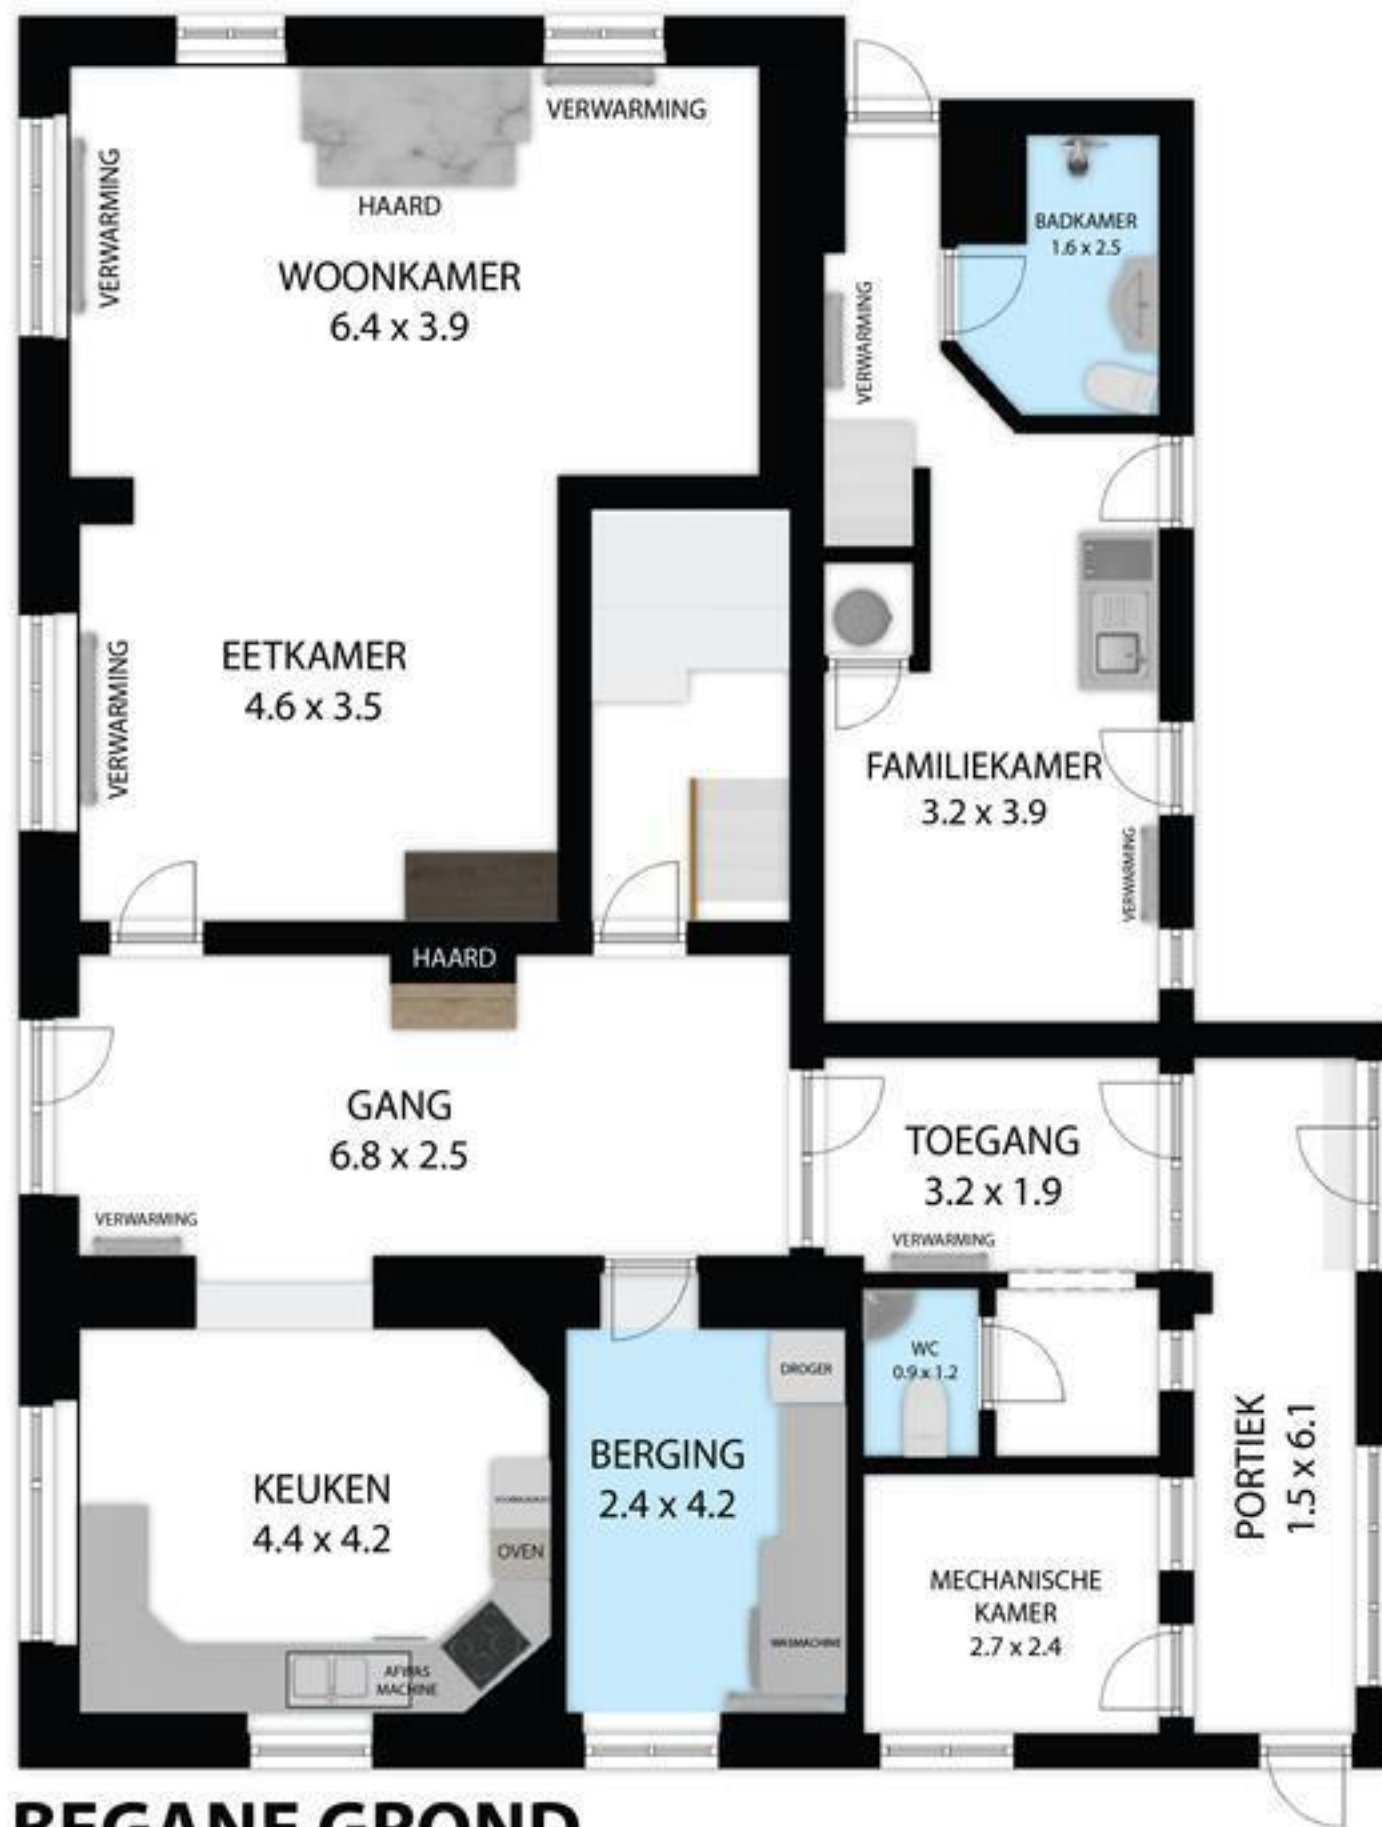 VERWARMING
VERWARMING
HAARD
WOONKAMER
6.4 x 3.9
BADKAMER
1.6 x 2.5
VERWARMING
EETKAMER
4.6 x 3.5
VERWARMING
FAMILIEKAMER
3.2 x 3.9
VERWARMING
HAARD
GANG
6.8 x 2.5
VERWARMING
TOEGANG
3.2 x 1.9
VERWARMING
WC
0.9 x 1.2
DROGER
KEUKEN
4.4 x 4.2
OVEN
AFWAS
MACHINE
BERGING
2.4 x 4.2
WASMACHINE
MECHANISCHE
KAMER
2.7 x 2.4
PORTIEK
1.5 x 6.1
BEGANE GROND